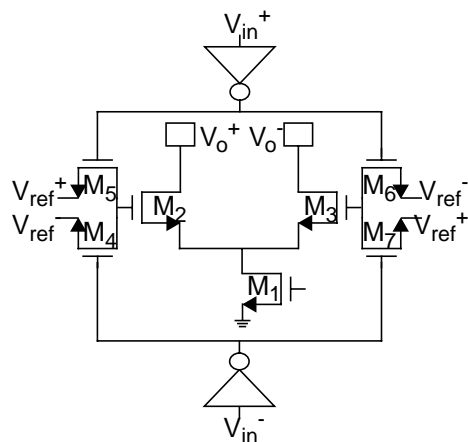 Vin+
Vo+ Vo-
Vref+ M5 M6 Vref-
M2 M3
Vref- M4 M7 Vref+
M1
Vin-